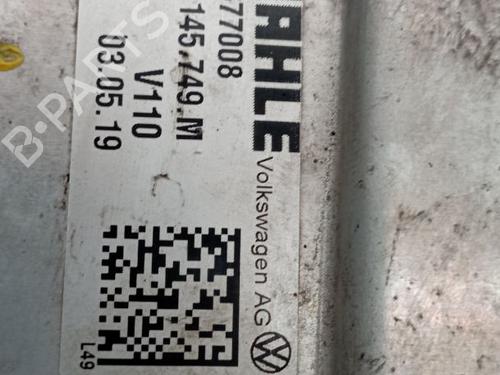 AHLE
Volkswagen AG
77008
145.749.M
V110
03.05.19
L49
B-PARTS